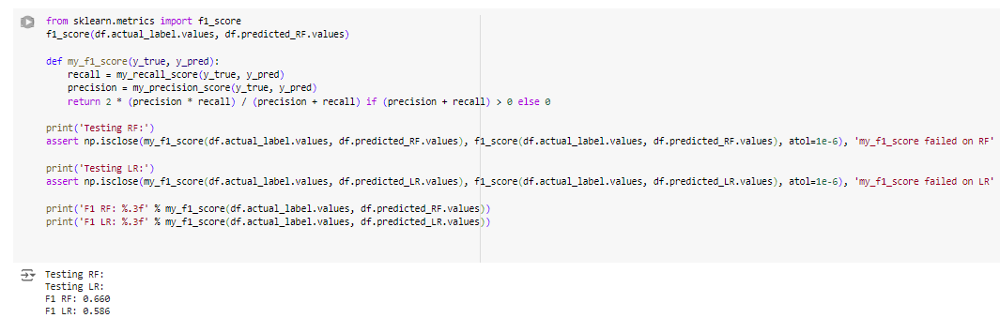 from sklearn.metrics import f1_score
f1_score(df.actual_label.values, df.predicted_RF.values)
def my_f1_score(y_true, y_pred):
    recall = my_recall_score(y_true, y_pred)
    precision = my_precision_score(y_true, y_pred)
    return 2 * (precision * recall) / (precision + recall) if (precision + recall) > 0 else 0
print('Testing RF:')
assert np.isclose(my_f1_score(df.actual_label.values, df.predicted_RF.values), f1_score(df.actual_label.values, df.predicted_RF.values), atol=1e-6), 'my_f1_score failed on RF'
print('Testing LR:')
assert np.isclose(my_f1_score(df.actual_label.values, df.predicted_LR.values), f1_score(df.actual_label.values, df.predicted_LR.values), atol=1e-6), 'my_f1_score failed on LR'
print('F1 RF: %.3f' % my_f1_score(df.actual_label.values, df.predicted_RF.values))
print('F1 LR: %.3f' % my_f1_score(df.actual_label.values, df.predicted_LR.values))
Testing RF:
Testing LR:
F1 RF: 0.660
F1 LR: 0.586